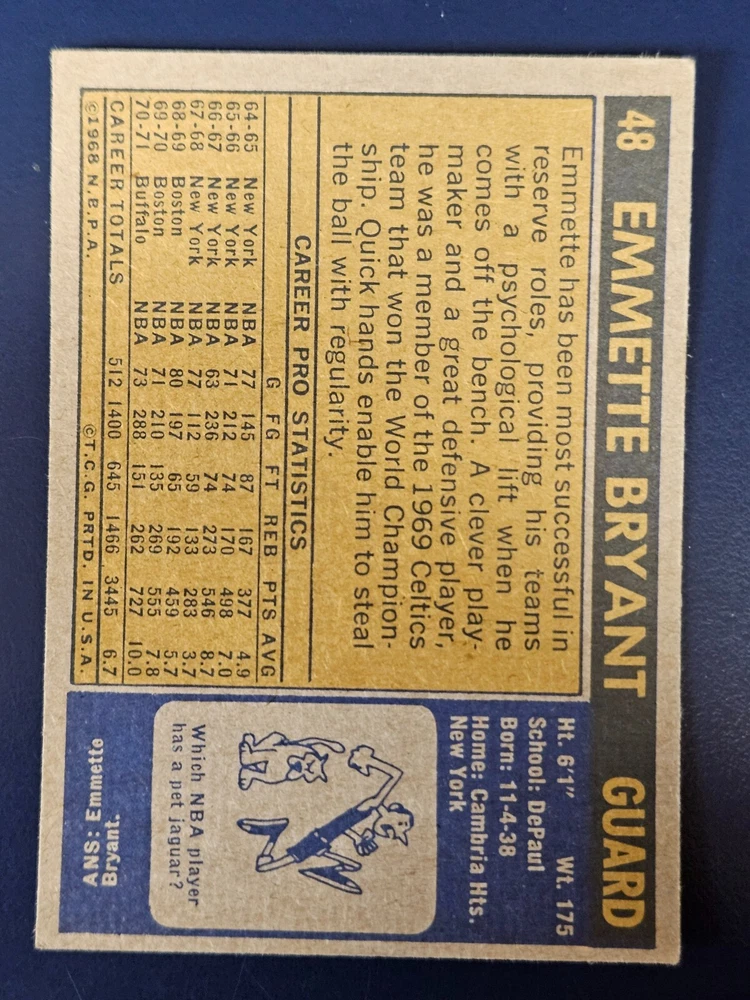 48 EMMETTE BRYANT GUARD
Emmette has been most successful in
reserve roles, providing his teams
with a psychological lift when he
comes off the bench. A clever play-
maker and a great defensive player,
he was a member of the 1969 Celtics
team that won the World Champion-
ship. Quick hands enable him to steal
the ball with regularity.
CAREER PRO STATISTICS
G FG FT REB PTS AVG
64-65 New York NBA 77 145 87 167 377 4.9
65-66 New York NBA 71 212 74 170 498 7.0
66-67 New York NBA 63 236 74 273 546 8.7
67-68 New York NBA 77 112 59 133 283 3.7
68-69 Boston NBA 80 197 65 192 459 5.7
69-70 Boston NBA 71 210 135 269 555 7.8
70-71 Buffalo NBA 73 288 151 262 727 10.0
CAREER TOTALS 512 1400 645 1466 3445 6.7
©1968 N.B.P.A. ©T.C.G. PRTD. IN U.S.A.
Ht. 6'1" Wt. 175
School: DePaul
Born: 11-4-38
Home: Cambria Hts.
New York
Which NBA player
has a pet jaguar?
ANS: Emmette
Bryant.